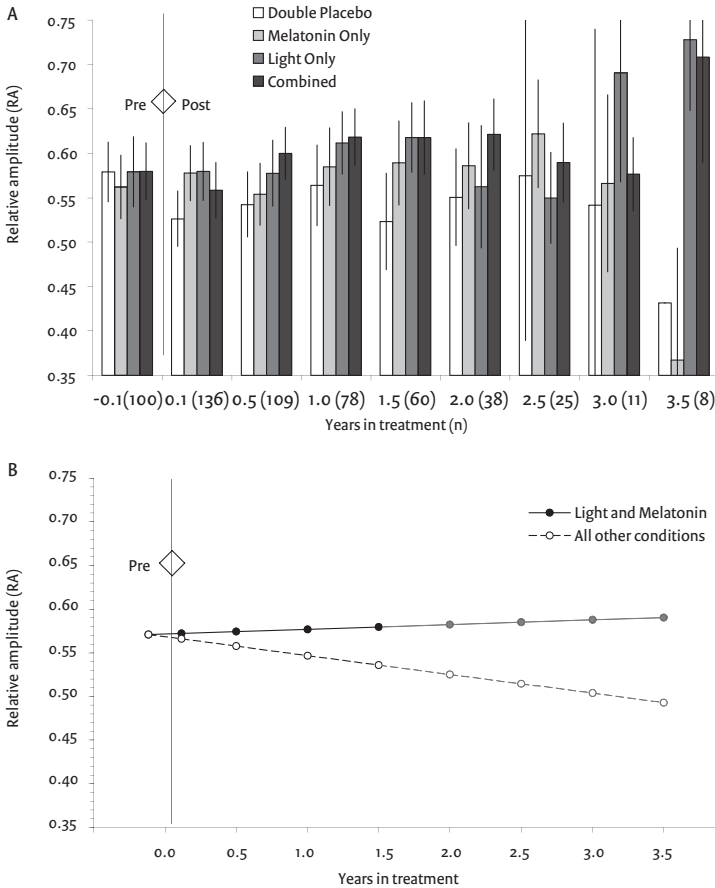 A
Double Placebo
Melatonin Only
Light Only
Combined
Pre
Post
Relative amplitude (RA)
0.75
0.70
0.65
0.60
0.55
0.50
0.45
0.40
0.35
-0.1(100) 0.1 (136) 0.5 (109) 1.0 (78) 1.5 (60) 2.0 (38) 2.5 (25) 3.0 (11) 3.5 (8)
Years in treatment (n)
B
Light and Melatonin
All other conditions
Pre
Relative amplitude (RA)
0.75
0.70
0.65
0.60
0.55
0.50
0.45
0.40
0.35
0.0 0.5 1.0 1.5 2.0 2.5 3.0 3.5
Years in treatment